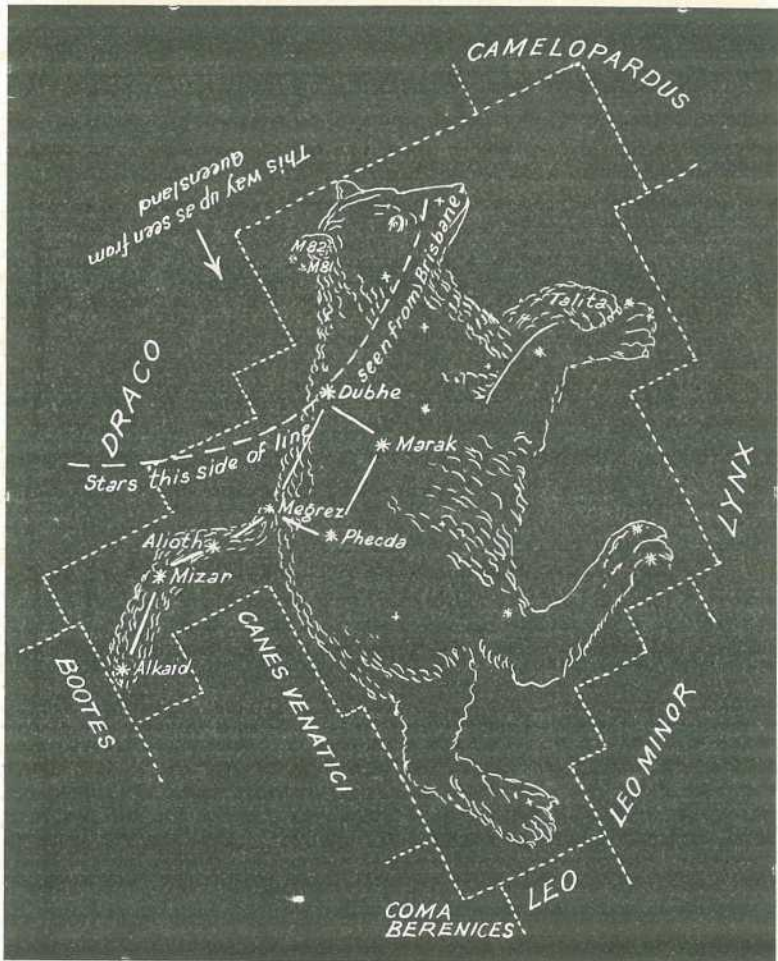 CAMELOPARDUS
This way up as seen from
Queensland
M82
M81
Talita
seen from Brisbane
DRACO
Dubhe
Stars this side of line
Marak
LYNX
Megrez
Alioth
Phecda
Mizar
BOOTES
Alkaid
CANES VENATICI
LEO MINOR
LEO
COMA
BERENICES